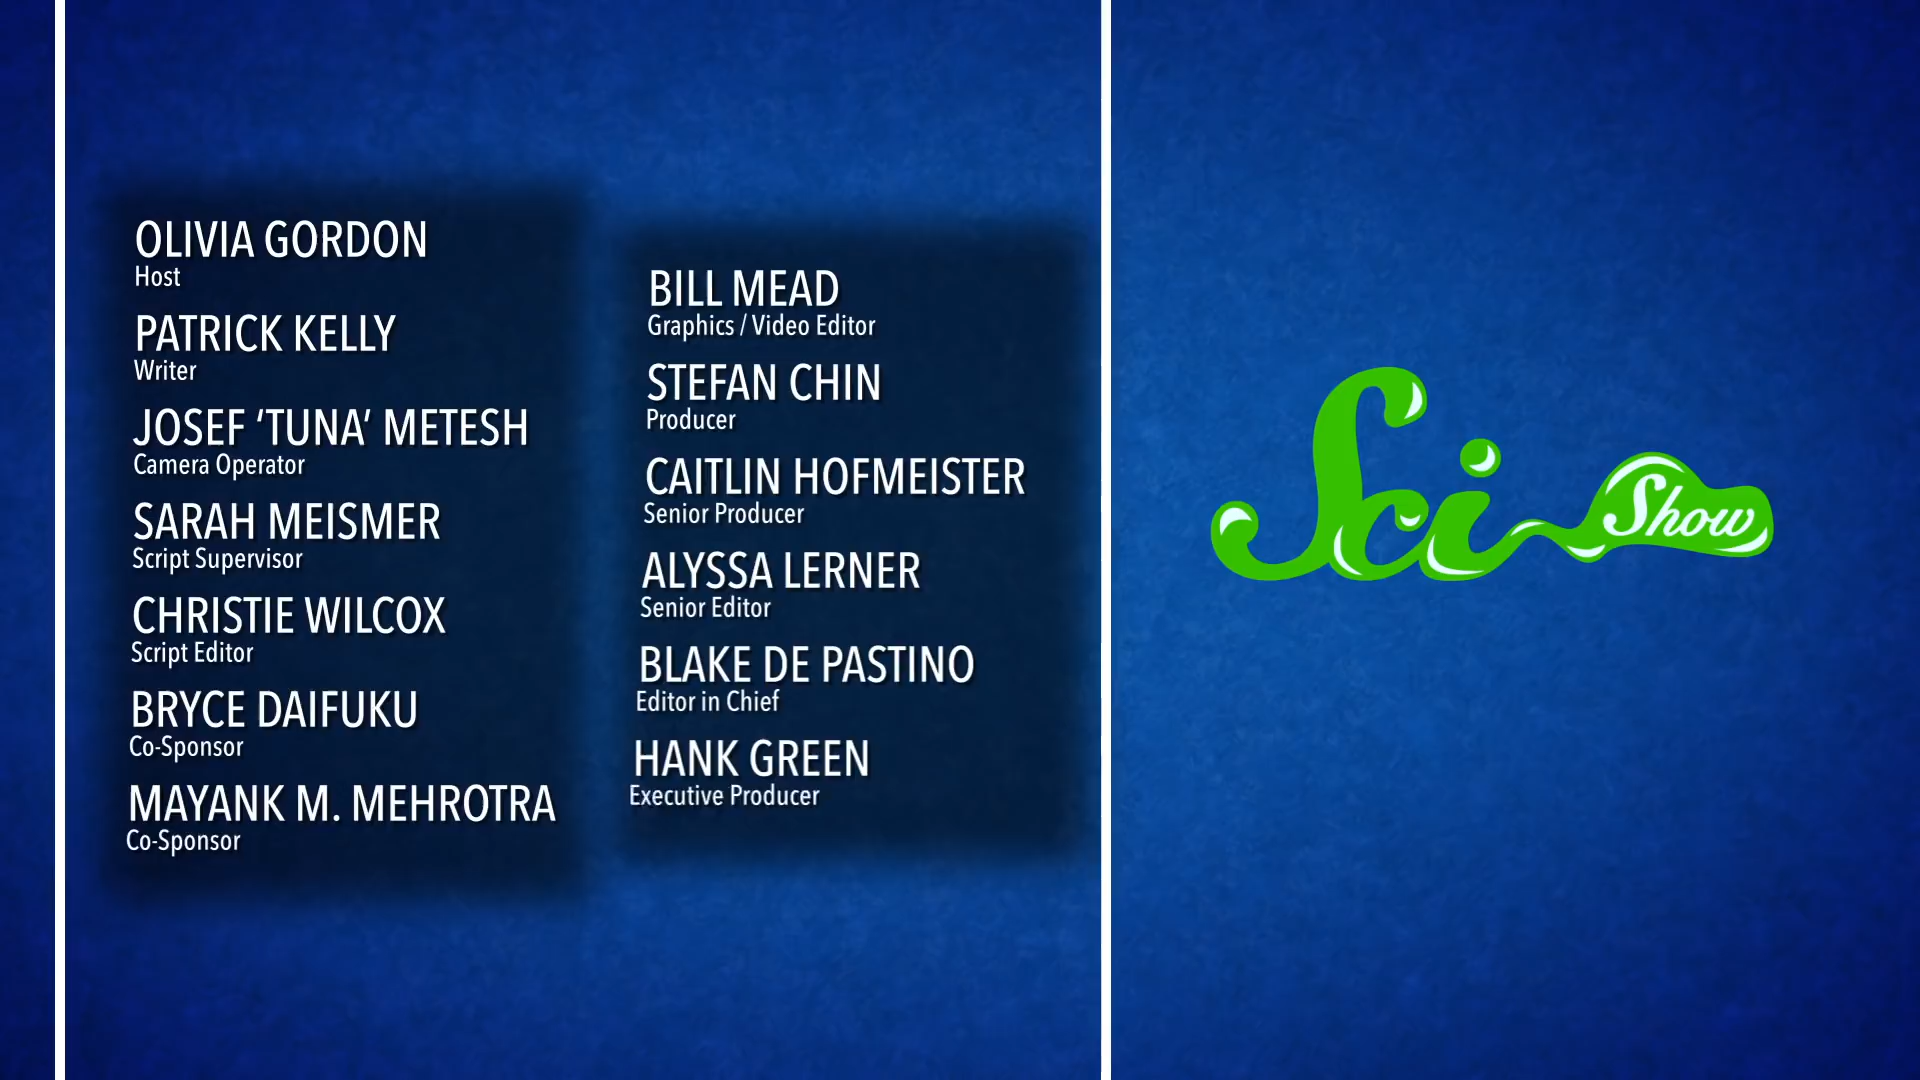 OLIVIA GORDON
Host
PATRICK KELLY
Writer
JOSEF ‘TUNA’ METESH
Camera Operator
SARAH MEISMER
Script Supervisor
CHRISTIE WILCOX
Script Editor
BRYCE DAIFUKU
Co-Sponsor
MAYANK M. MEHROTRA
Co-Sponsor
BILL MEAD
Graphics / Video Editor
STEFAN CHIN
Producer
CAITLIN HOFMEISTER
Senior Producer
ALYSSA LERNER
Senior Editor
BLAKE DE PASTINO
Editor in Chief
HANK GREEN
Executive Producer
Sci Show